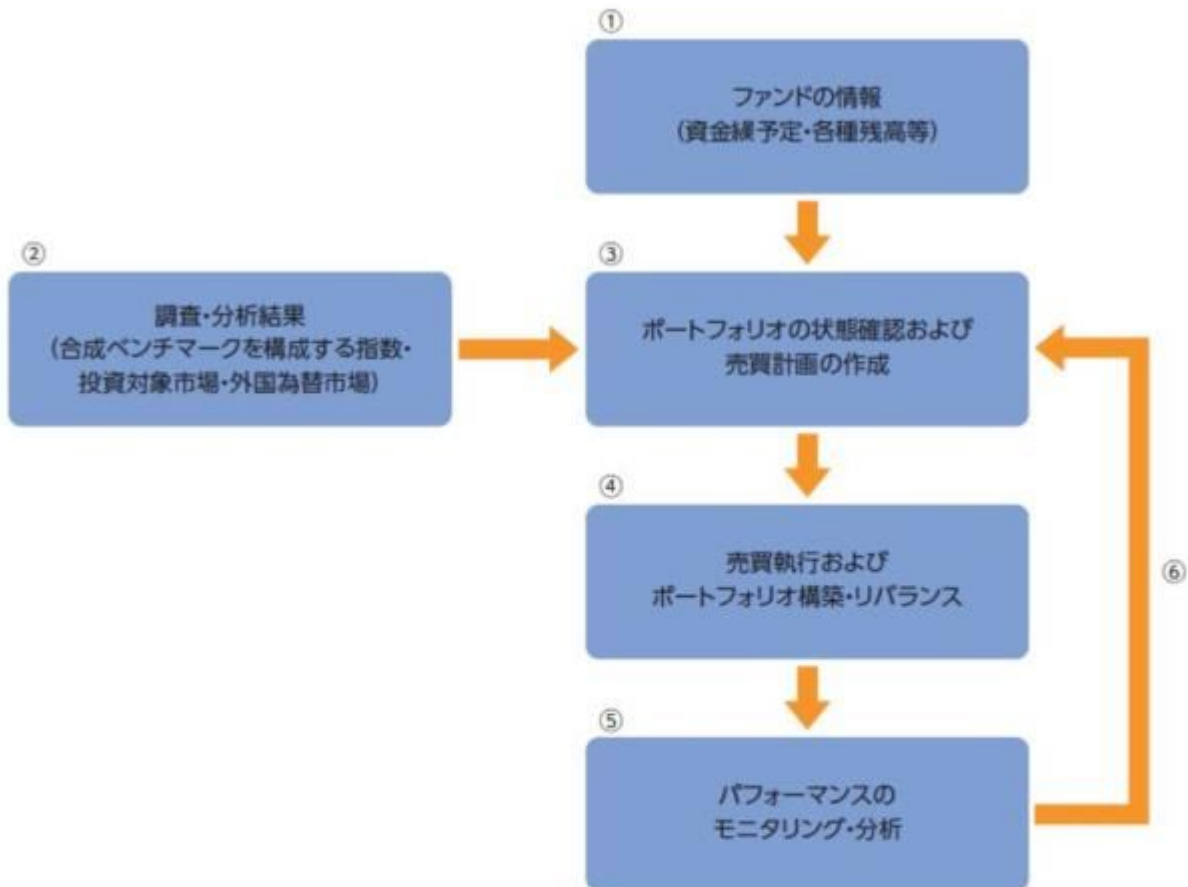 ①
ファンドの情報
(資金繰予定・各種残高等)
②
調査・分析結果
(合成ベンチマークを構成する指数・
投資対象市場・外国為替市場)
③
ポートフォリオの状態確認および
売買計画の作成
④
売買執行および
ポートフォリオ構築・リバランス
⑤
パフォーマンスの
モニタリング・分析
⑥